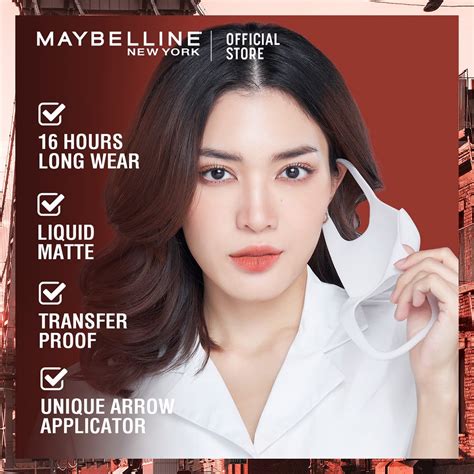 MAYBELLINE
NEW YORK
OFFICIAL
STORE
16 HOURS
LONG WEAR
LIQUID
MATTE
TRANSFER
PROOF
UNIQUE ARROW
APPLICATOR